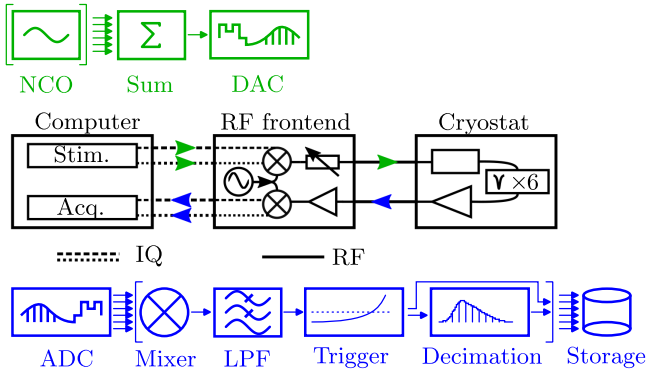 NCO Sum DAC
Computer RF frontend Cryostat
Stim.
Acq.
γ ×6
IQ RF
ADC Mixer LPF Trigger Decimation Storage